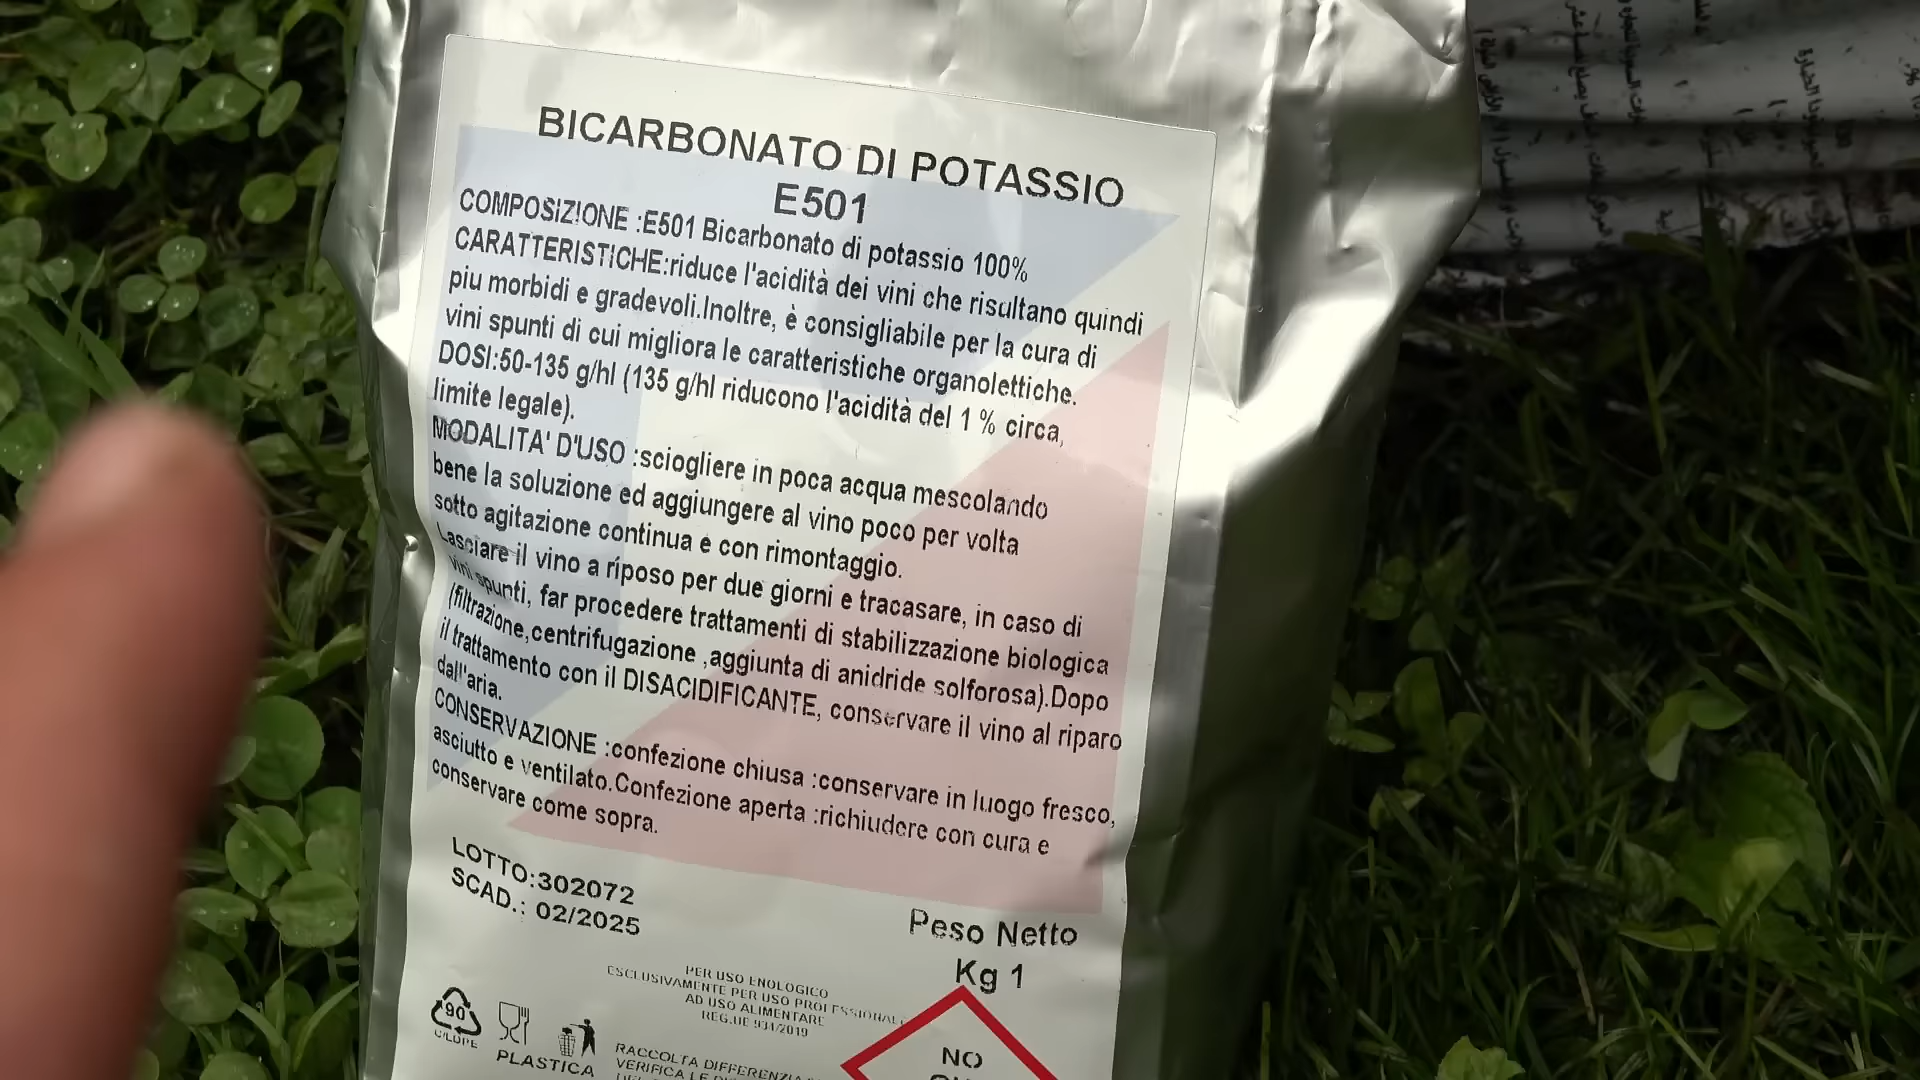 BICARBONATO DI POTASSIO
E501
COMPOSIZIONE :E501 Bicarbonato di potassio 100%
CARATTERISTICHE:riduce l'acidità dei vini che risultano quindi
piu morbidi e gradevoli.Inoltre, è consigliabile per la cura di
vini spunti di cui migliora le caratteristiche organolettiche.
DOSI:50-135 g/hl (135 g/hl riducono l'acidità del 1 % circa,
limite legale).
MODALITA' D'USO :sciogliere in poca acqua mescolando
bene la soluzione ed aggiungere al vino poco per volta
sotto agitazione continua e con rimontaggio.
Lasciare il vino a riposo per due giorni e tracasare, in caso di
vini spunti, far procedere trattamenti di stabilizzazione biologica
(filtrazione,centrifugazione ,aggiunta di anidride solforosa).Dopo
il trattamento con il DISACIDIFICANTE, conservare il vino al riparo
dall'aria.
CONSERVAZIONE :confezione chiusa :conservare in luogo fresco,
asciutto e ventilato.Confezione aperta :richiudere con cura e
conservare come sopra.
LOTTO:302072
SCAD.: 02/2025
Peso Netto
Kg 1
PER USO ENOLOGICO
ESCLUSIVAMENTE PER USO PROFESSIONALE
AD USO ALIMENTARE
REG.UE 934/2019
90
C/LDPE
PLASTICA
RACCOLTA
VERIFICA LE
NO